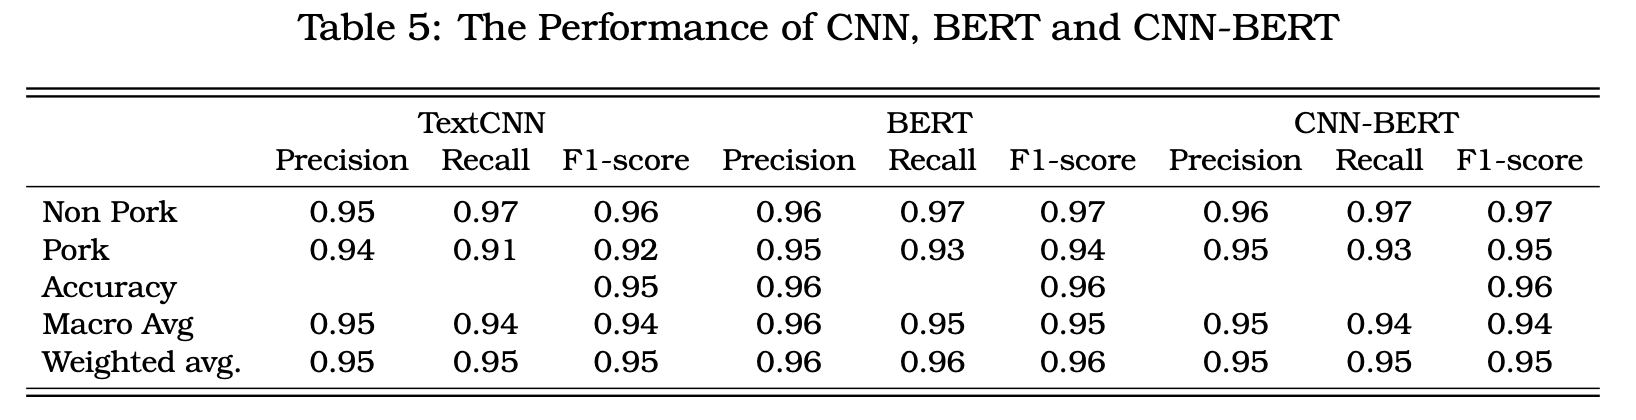 Table 5: The Performance of CNN, BERT and CNN-BERT
TextCNN BERT CNN-BERT
Precision Recall F1-score Precision Recall F1-score Precision Recall F1-score
Non Pork 0.95 0.97 0.96 0.96 0.97 0.97 0.96 0.97 0.97
Pork 0.94 0.91 0.92 0.95 0.93 0.94 0.95 0.93 0.95
Accuracy 0.95 0.96 0.96 0.96
Macro Avg 0.95 0.94 0.94 0.96 0.95 0.95 0.95 0.94 0.94
Weighted avg. 0.95 0.95 0.95 0.96 0.96 0.96 0.95 0.95 0.95